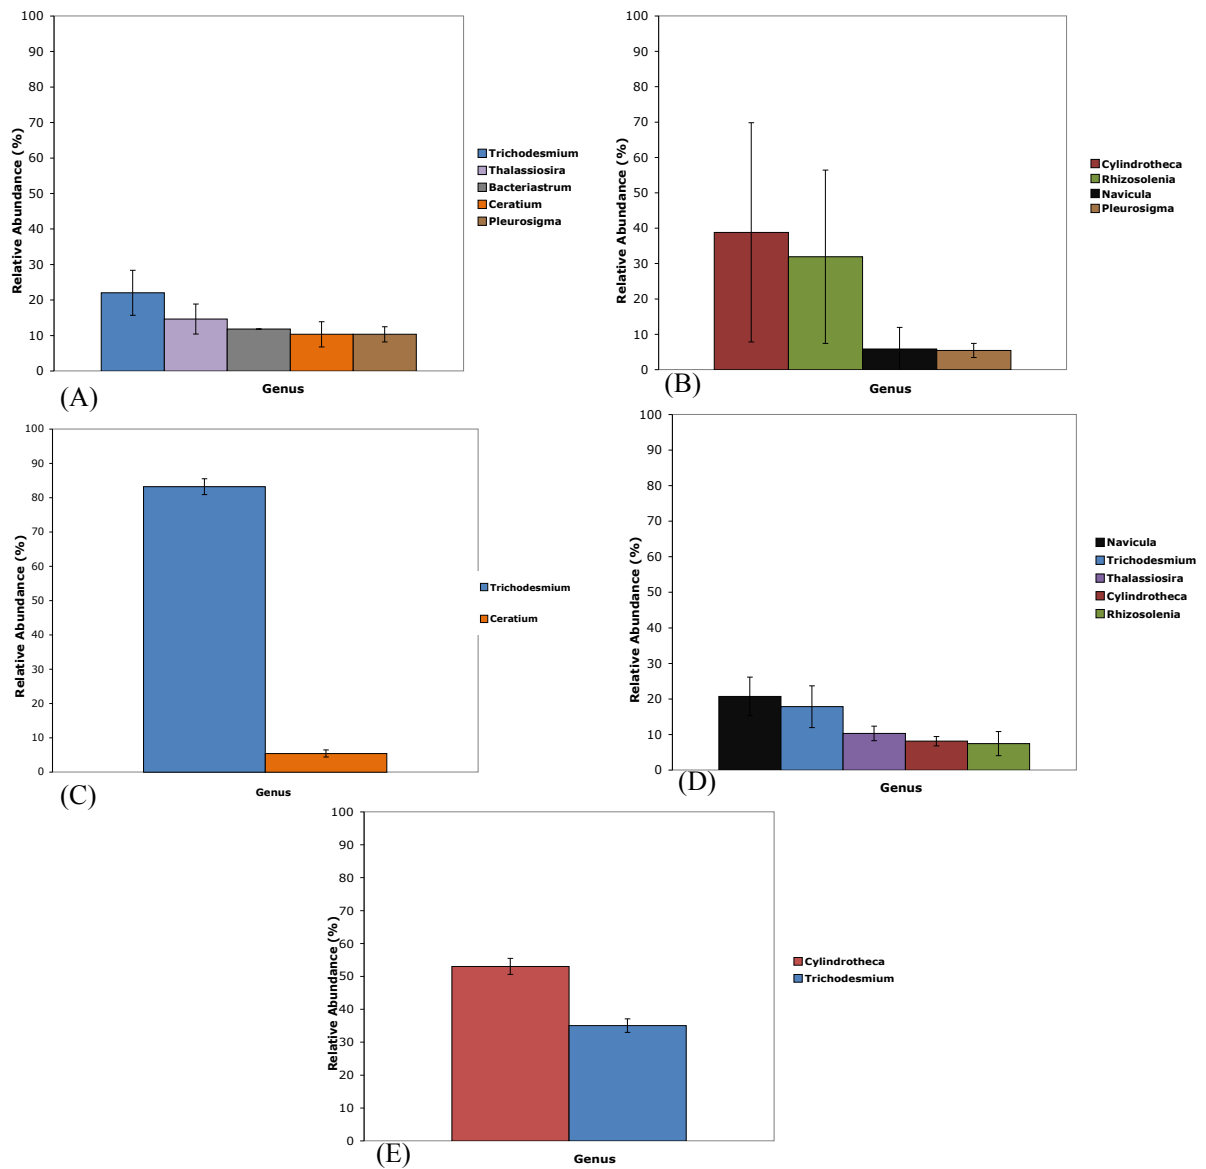 100
90
80
70
60
50
40
30
20
10
0
Relative Abundance (%)
Genus
Trichodesmium
Thalassiosira
Bacteriastrum
Ceratium
Pleurosigma
(A)
100
90
80
70
60
50
40
30
20
10
0
Relative Abundance (%)
Genus
Cylindrotheca
Rhizosolenia
Navicula
Pleurosigma
(B)
100
90
80
70
60
50
40
30
20
10
0
Relative Abundance (%)
Genus
Trichodesmium
Ceratium
(C)
100
90
80
70
60
50
40
30
20
10
0
Relative Abundance (%)
Genus
Navicula
Trichodesmium
Thalassiosira
Cylindrotheca
Rhizosolenia
(D)
100
90
80
70
60
50
40
30
20
10
0
Relative Abundance (%)
Genus
Cylindrotheca
Trichodesmium
(E)